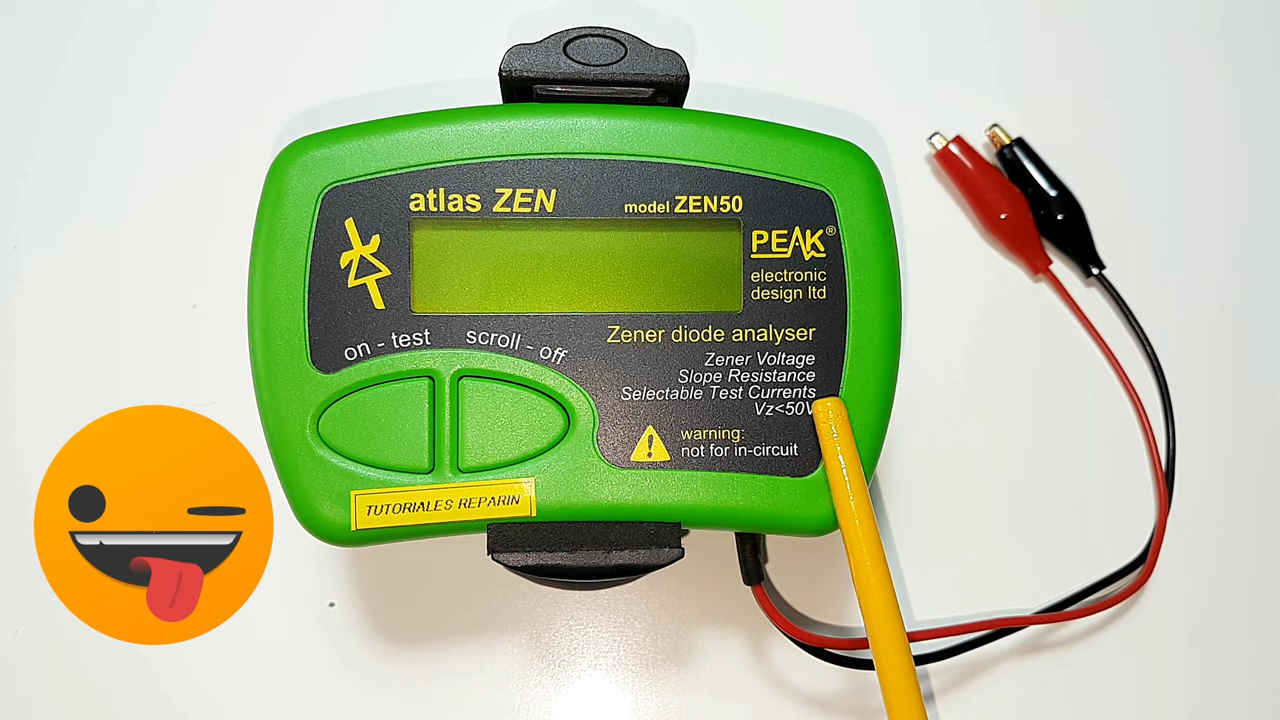 atlas ZEN
model ZEN50
PEAK®
electronic
design ltd
on - test
scroll - off
Zener diode analyser
Zener Voltage
Slope Resistance
Selectable Test Currents
Vz<50V
warning:
not for in-circuit
TUTORIALES REPARIN